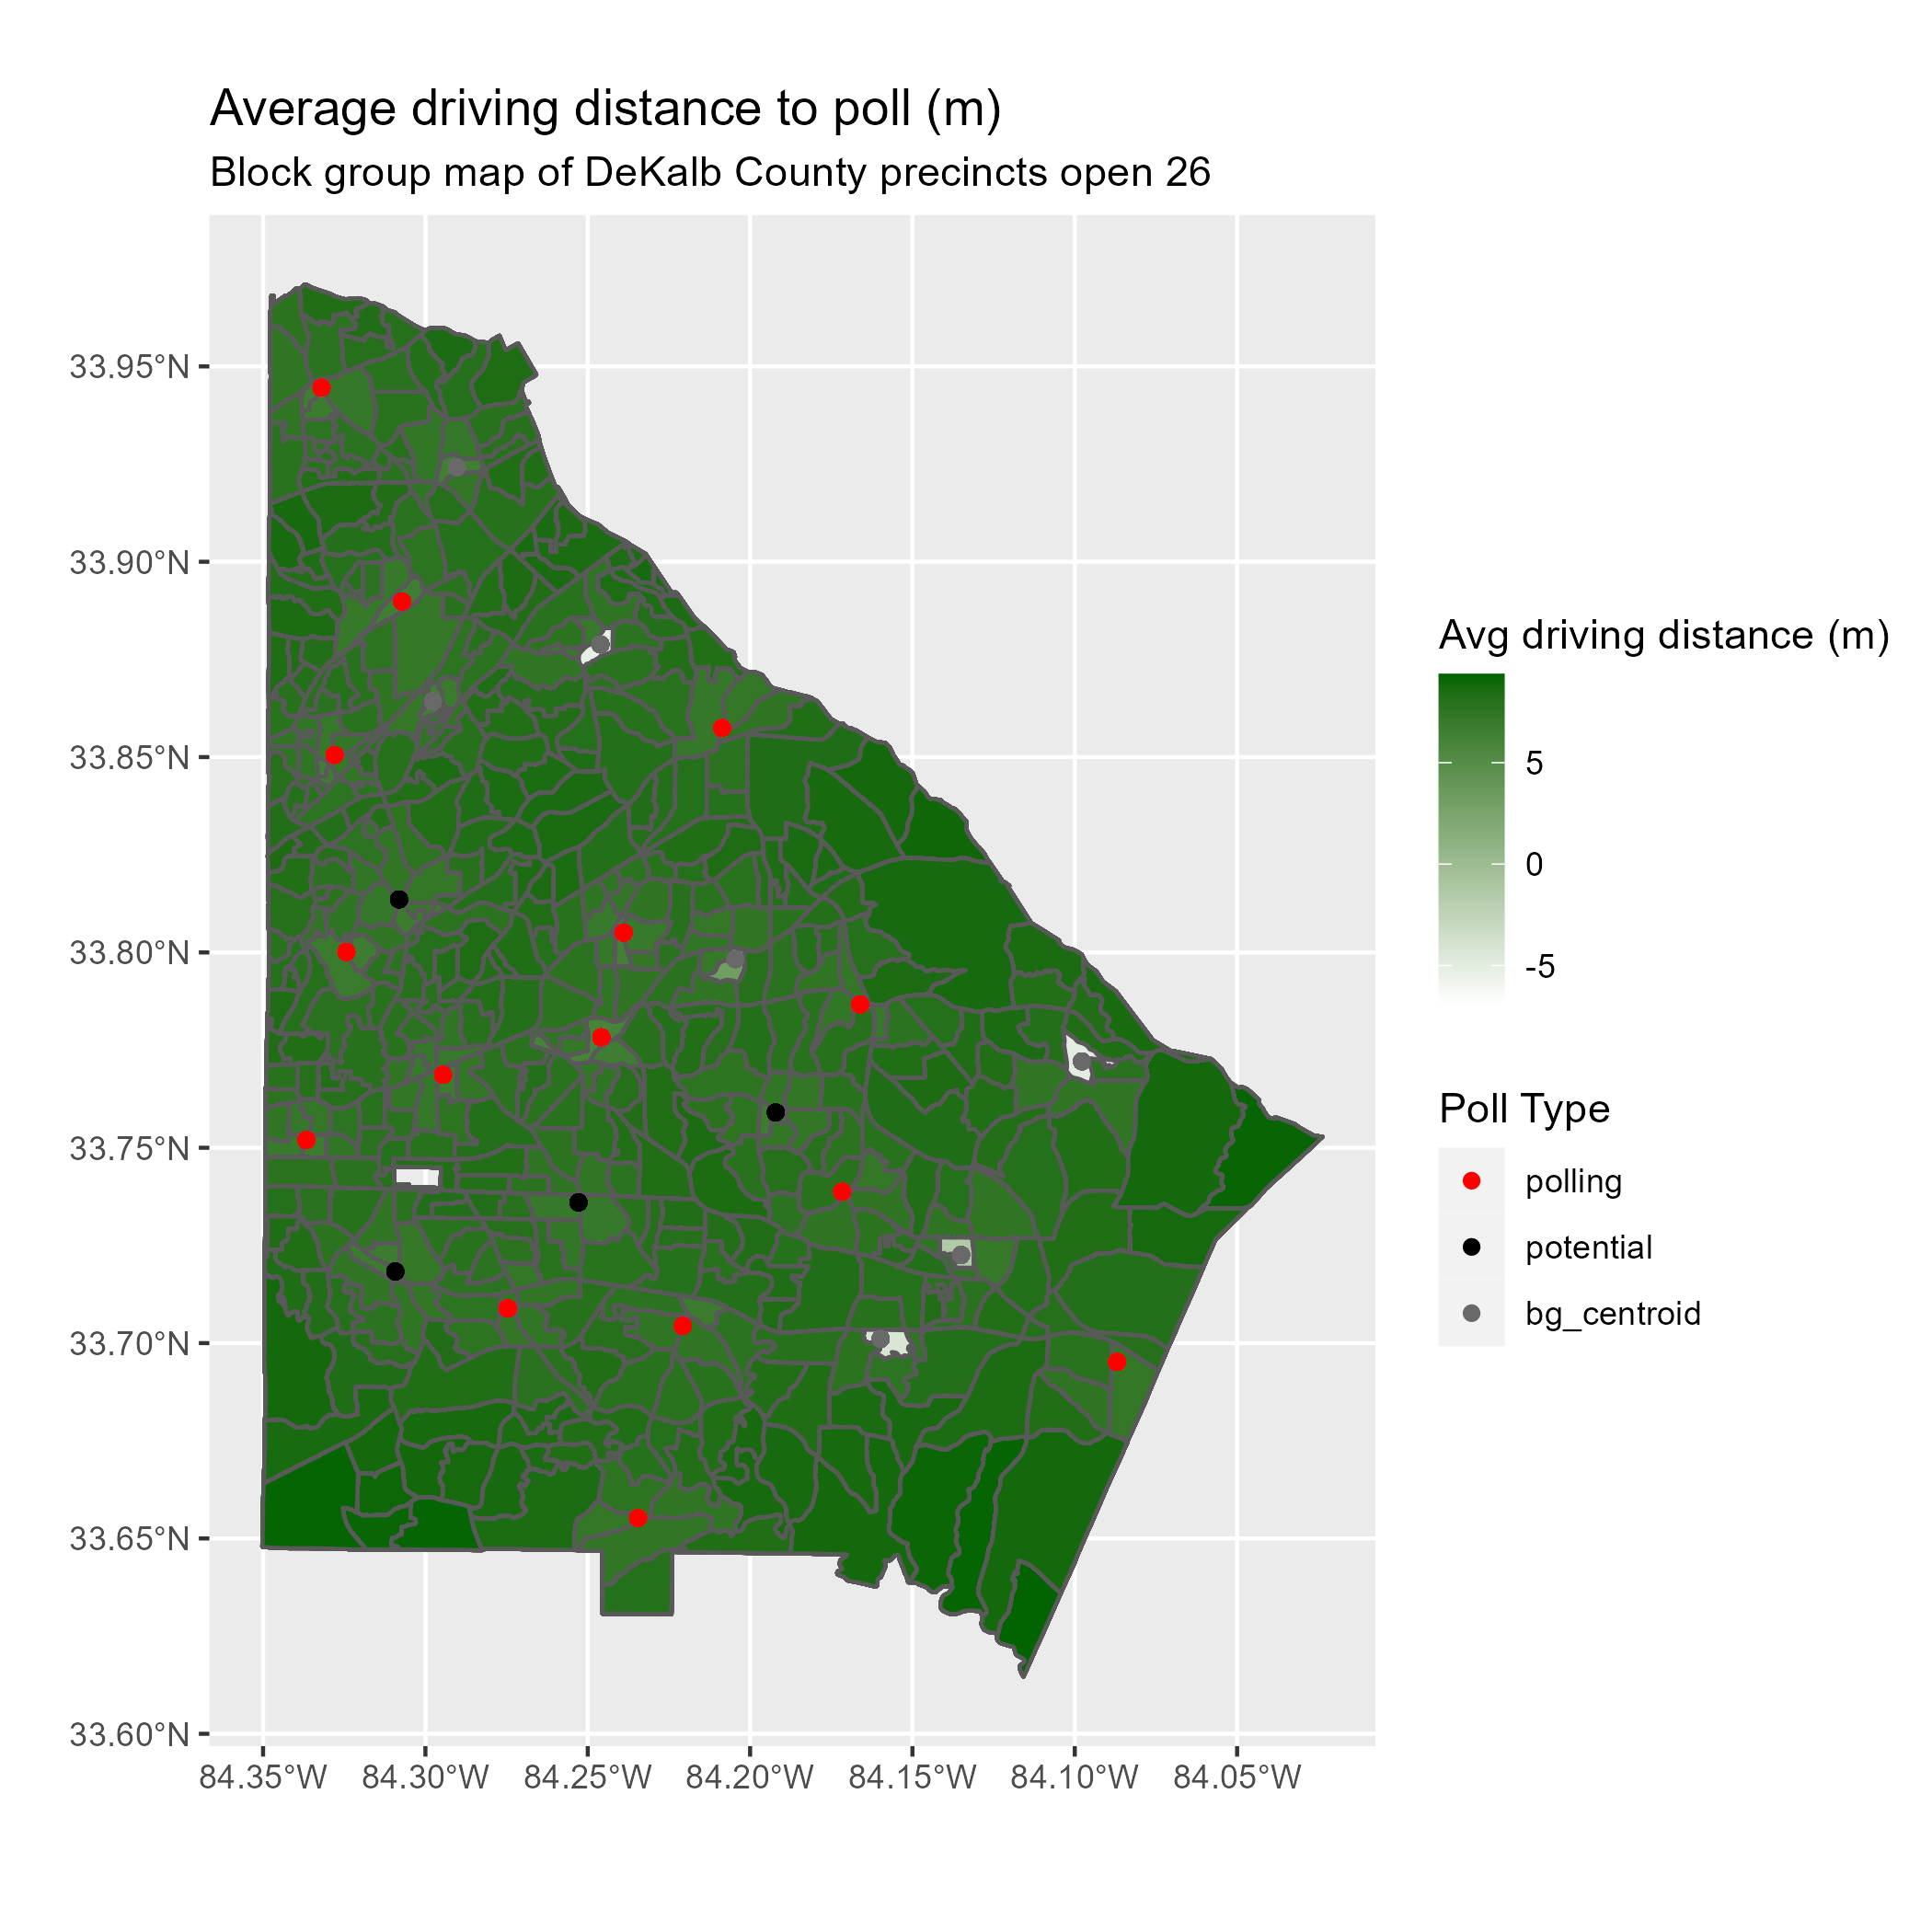 Average driving distance to poll (m)
Block group map of DeKalb County precincts open 26
33.95°N
33.90°N
33.85°N
33.80°N
33.75°N
33.70°N
33.65°N
33.60°N
84.35°W
84.30°W
84.25°W
84.20°W
84.15°W
84.10°W
84.05°W
Avg driving distance (m)
5
0
-5
Poll Type
polling
potential
bg_centroid